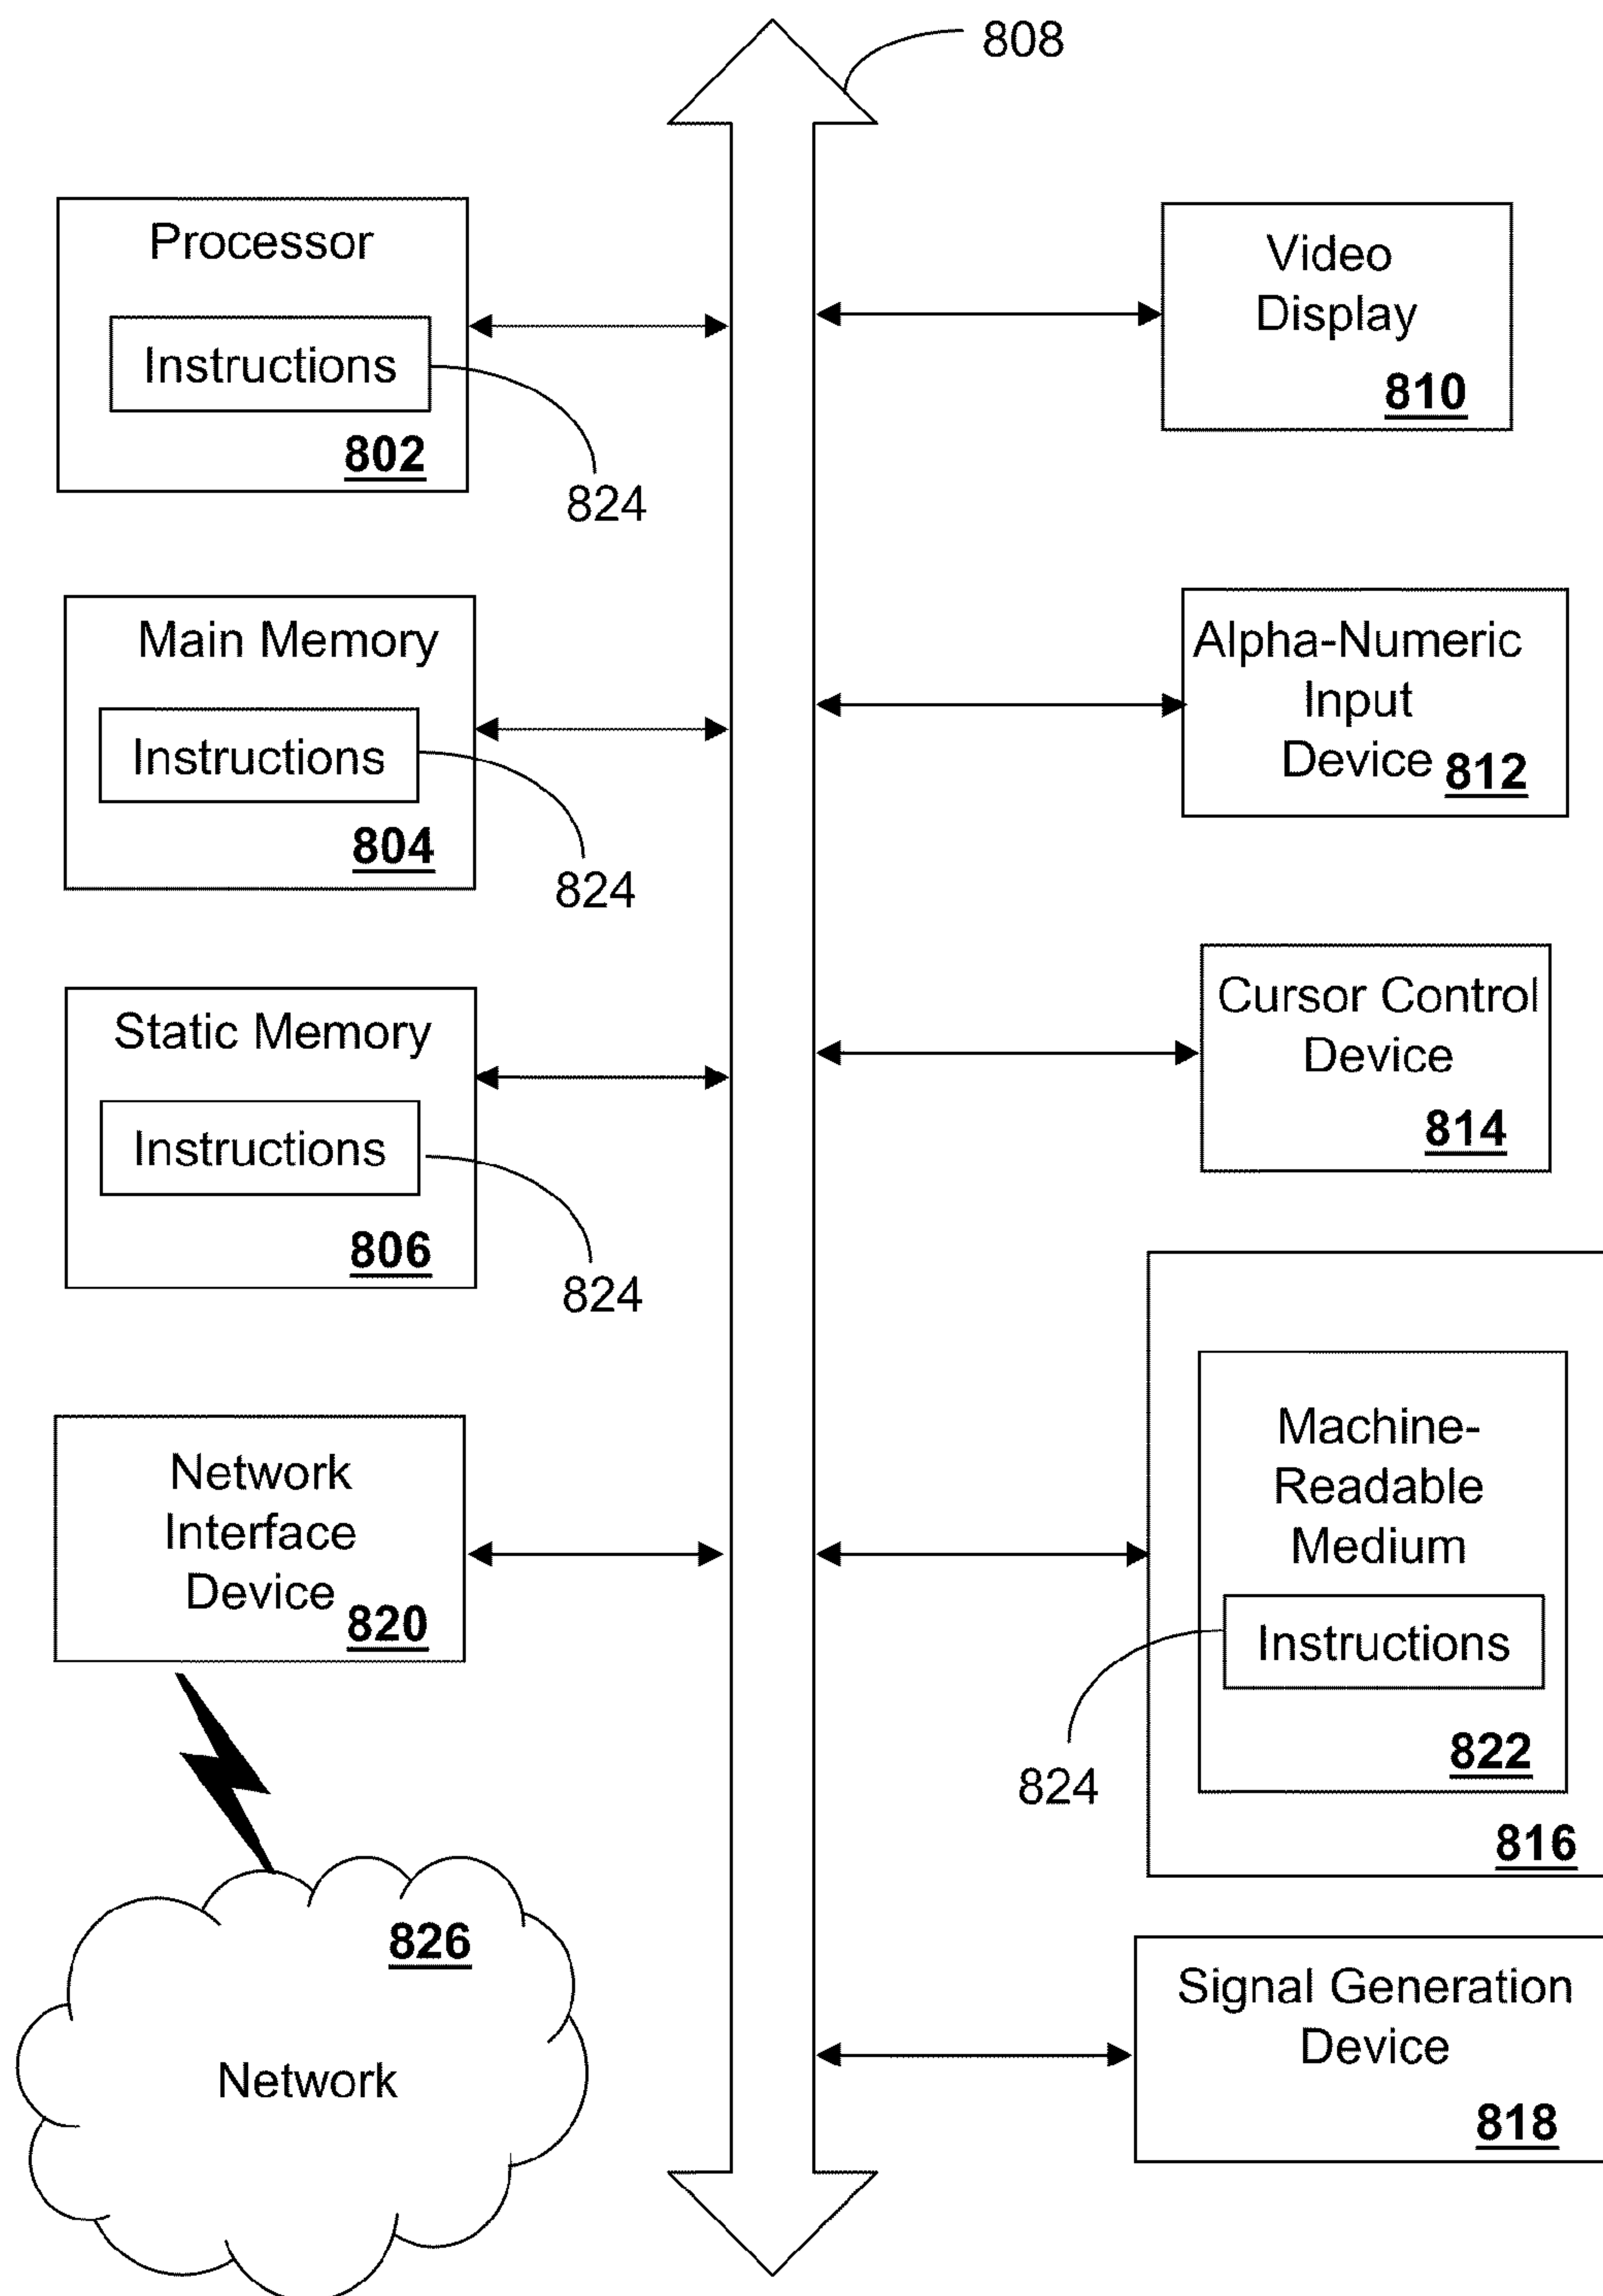 808
Processor
Instructions
802
824
Main Memory
Instructions
804
824
Static Memory
Instructions
806
824
Network
Interface
Device
820
826
Network
Video
Display
810
Alpha-Numeric
Input
Device
812
Cursor Control
Device
814
Machine-
Readable
Medium
Instructions
822
824
816
Signal Generation
Device
818